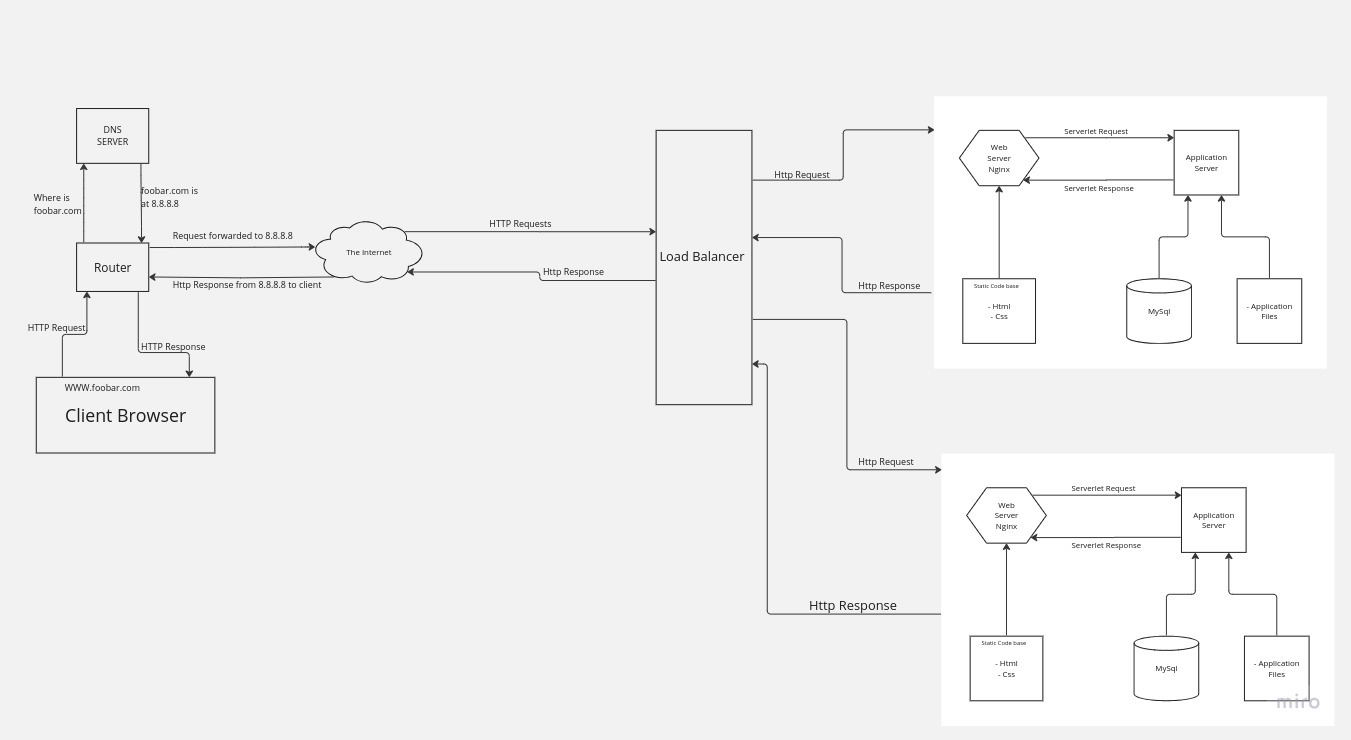 DNS
SERVER
Where is
foobar.com
foobar.com is
at 8.8.8.8
Router
Request forwarded to 8.8.8.8
Http Response from 8.8.8.8 to client
The Internet
HTTP Request
HTTP Response
WWW.foobar.com
Client Browser
HTTP Requests
Http Response
Load Balancer
Http Request
Http Response
Http Request
Http Response
Web
Server
Nginx
Serverlet Request
Serverlet Response
Application
Server
Static Code base
- Html
- Css
MySql
- Application
Files
Web
Server
Nginx
Serverlet Request
Serverlet Response
Application
Server
Static Code base
- Html
- Css
MySql
- Application
Files
miro